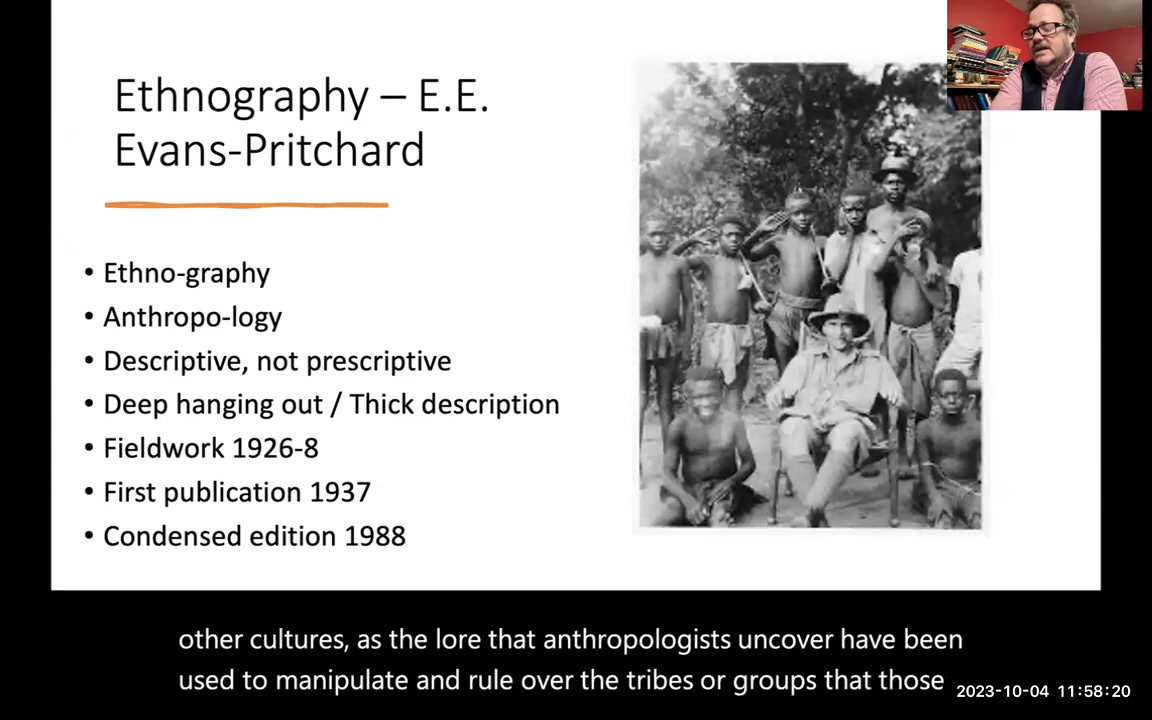 Ethnography – E.E.
Evans-Pritchard
• Ethno-graphy
• Anthropo-logy
• Descriptive, not prescriptive
• Deep hanging out / Thick description
• Fieldwork 1926-8
• First publication 1937
• Condensed edition 1988
other cultures, as the lore that anthropologists uncover have been
used to manipulate and rule over the tribes or groups that those
2023-10-04 11:58:20